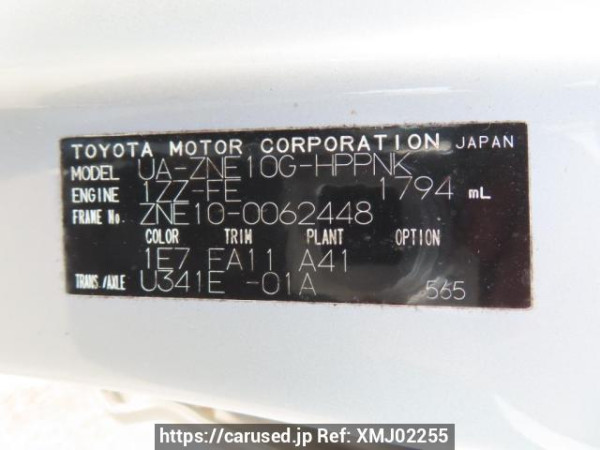 TOYOTA MOTOR CORPORATION JAPAN
MODEL UA-ZNE10G-HPPNK
ENGINE 1ZZ-FE 1794 mL
FRAME No. ZNE10-0062448
COLOR TRIM PLANT OPTION
1E7 FA11 A41
TRANS./AXLE U341E -01A 565
https://carused.jp Ref: XMJ02255